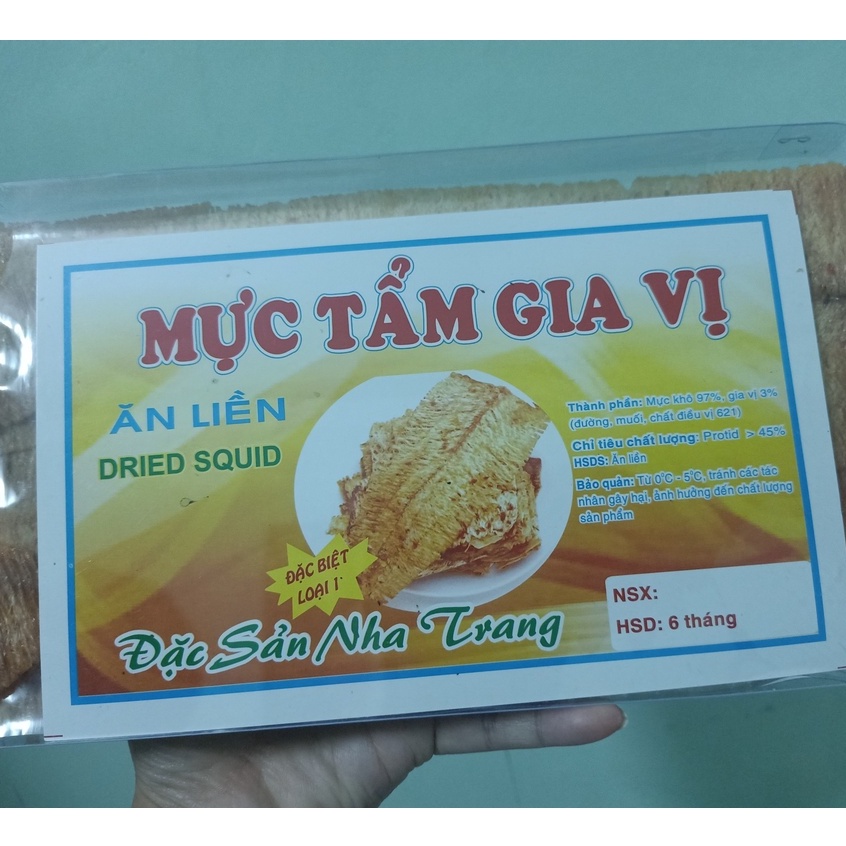 MỰC TẨM GIA VỊ
ĂN LIỀN
DRIED SQUID
Thành phần: Mực khô 97%, gia vị 3%
(đường, muối, chất điều vị 621)
Chỉ tiêu chất lượng: Protid > 45%
HSDS: Ăn liền
Bảo quản: Từ 0°C - 5°C, tránh các tác
nhân gây hại, ảnh hưởng đến chất lượng
sản phẩm
ĐẶC BIỆT
LOẠI 1
Đặc Sản Nha Trang
NSX:
HSD: 6 tháng